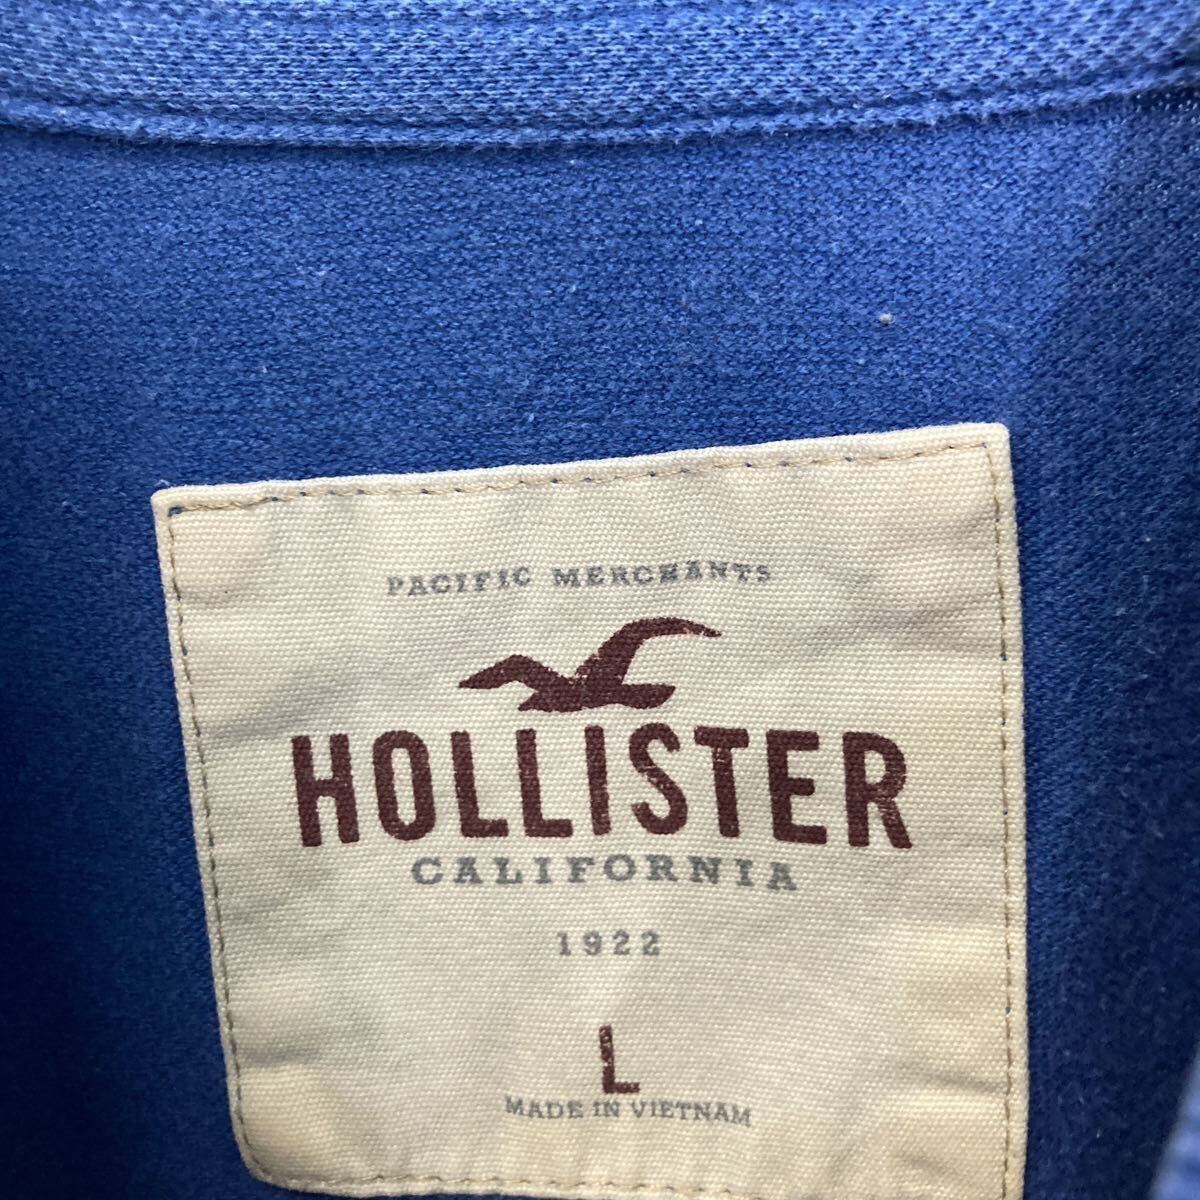 PACIFIC MERCHANTS
HOLLISTER
CALIFORNIA
1922
L
MADE IN VIETNAM